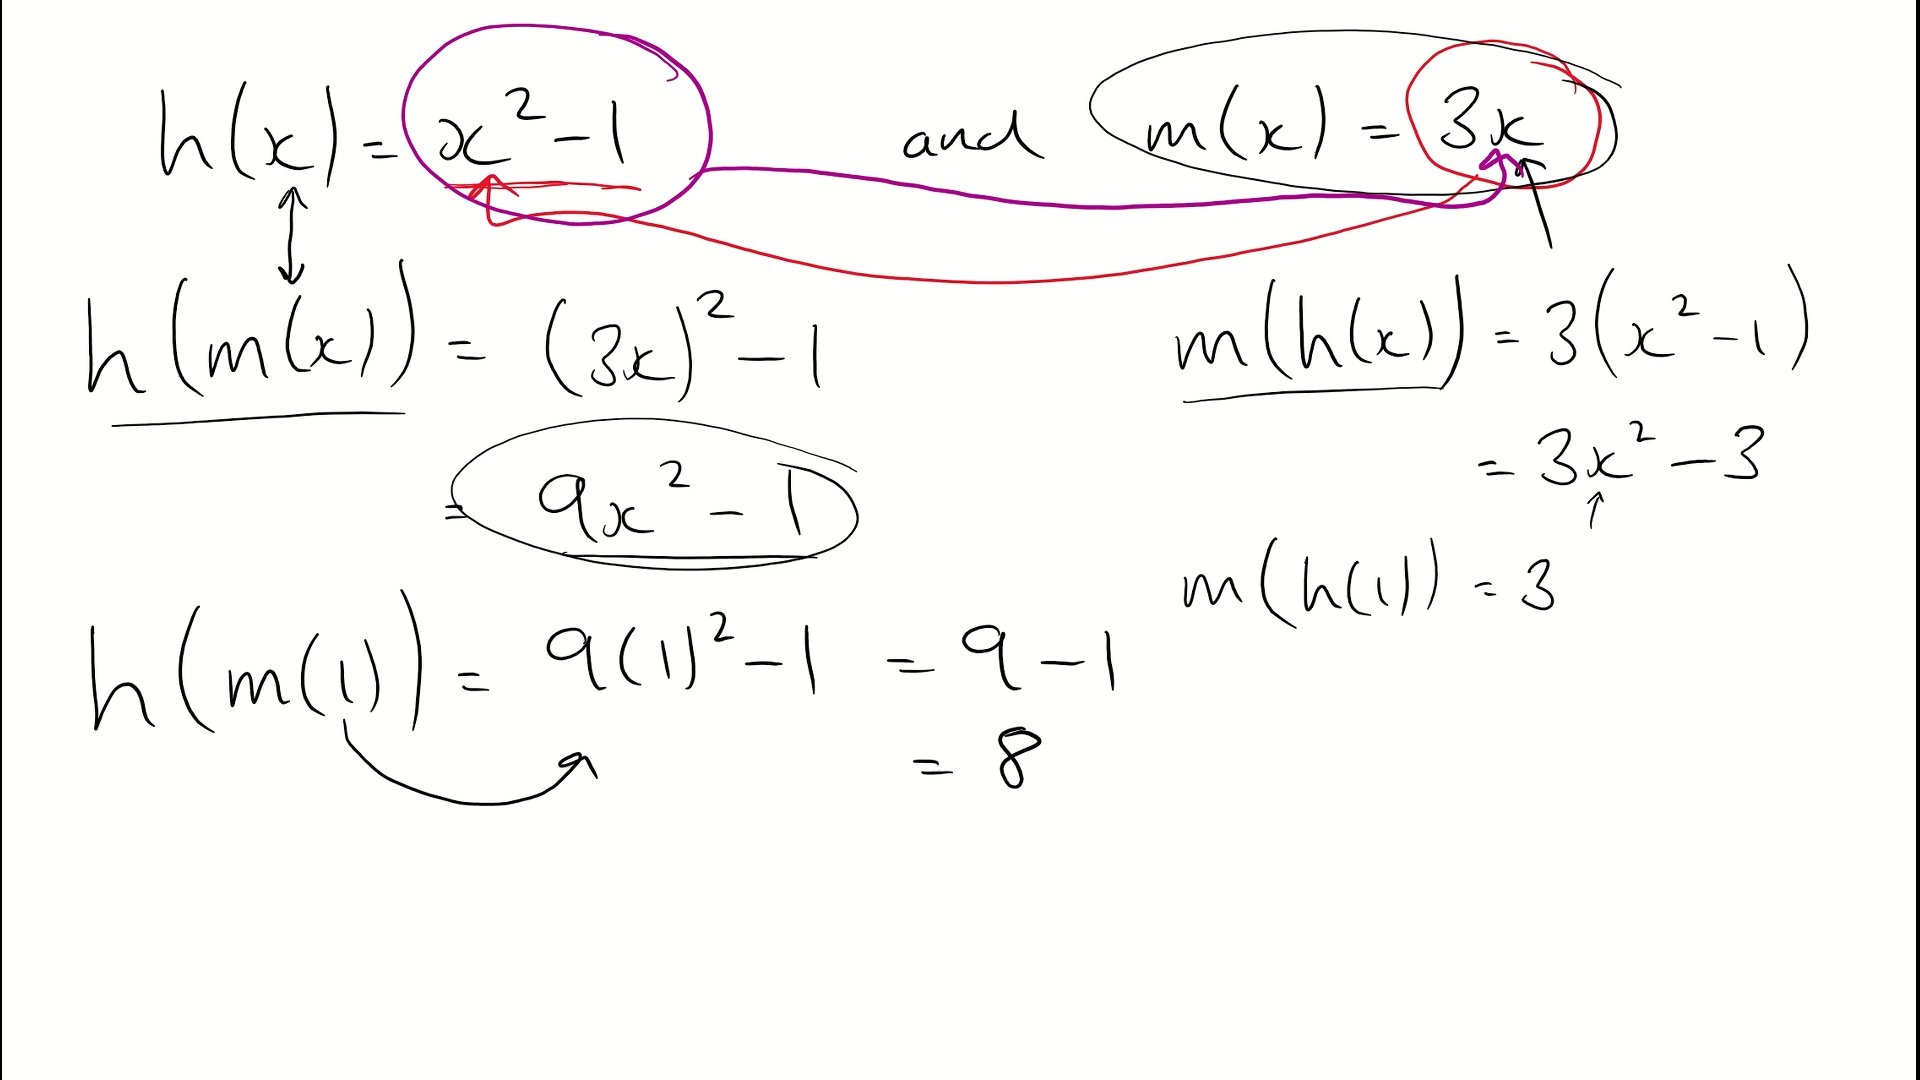 h(x) = x² - 1 and m(x) = 3x
h(m(x)) = (3x)² - 1
= 9x² - 1
h(m(1)) = 9(1)² - 1 = 9 - 1
= 8
m(h(x)) = 3(x² - 1)
= 3x² - 3
m(h(1)) = 3